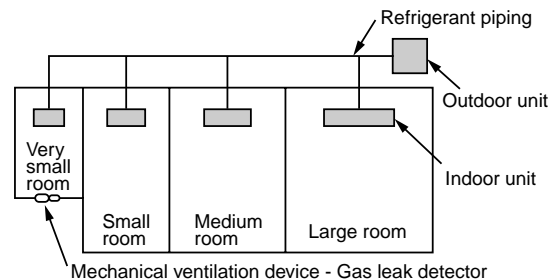 Refrigerant piping
Outdoor unit
Very
small
room
Indoor unit
Small
room
Medium
room
Large room
Mechanical ventilation device - Gas leak detector